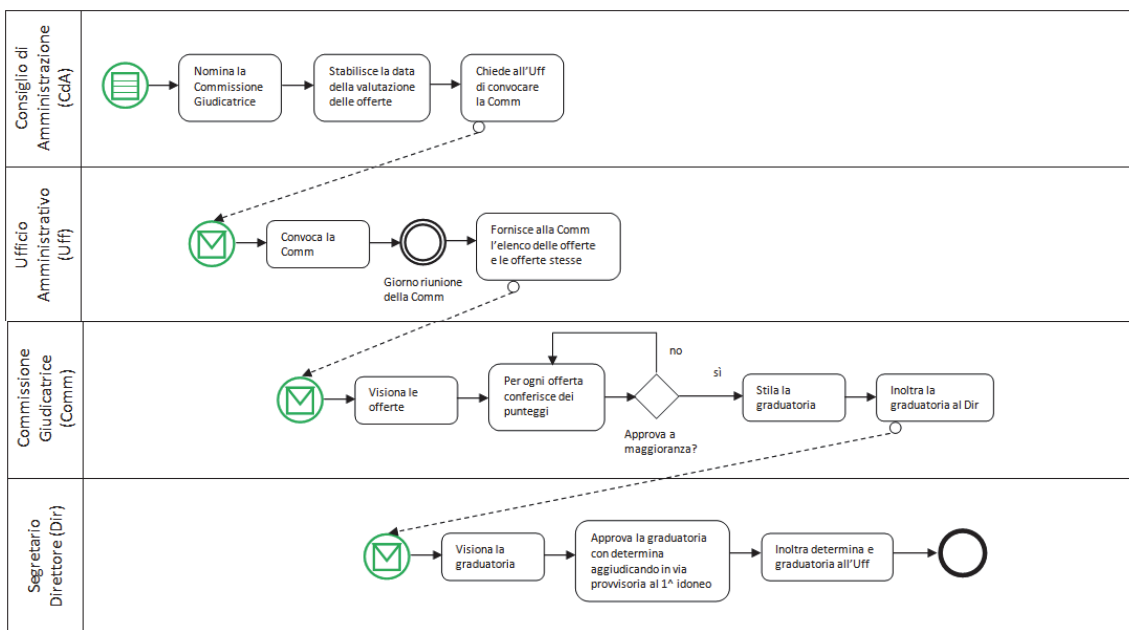 Consiglio di
Amministrazione
(CdA)
Nomina la
Commissione
Giudicatrice
Stabilisce la data
della valutazione
delle offerte
Chiede all'Uff
di convocare
la Comm
Ufficio
Amministrativo
(Uff)
Convoca la
Comm
Giorno riunione
della Comm
Fornisce alla Comm
l'elenco delle offerte
e le offerte stesse
Commissione
Giudicatrice
(Comm)
Visiona le
offerte
Per ogni offerta
conferisce dei
punteggi
no
sì
Approva a
maggioranza?
Stila la
graduatoria
Inoltra la
graduatoria al Dir
Segretario
Direttore (Dir)
Visiona la
graduatoria
Approva la graduatoria
con determina
aggiudicando in via
provvisoria al 1^ idoneo
Inoltra determina e
graduatoria all'Uff